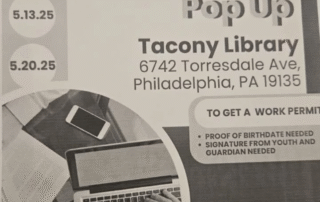 Pop Up
5.13.25
5.20.25
Tacony Library
6742 Torresdale Ave,
Philadelphia, PA 19135
TO GET A WORK PERMIT
• PROOF OF BIRTHDATE NEEDED
• SIGNATURE FROM YOUTH AND
GUARDIAN NEEDED